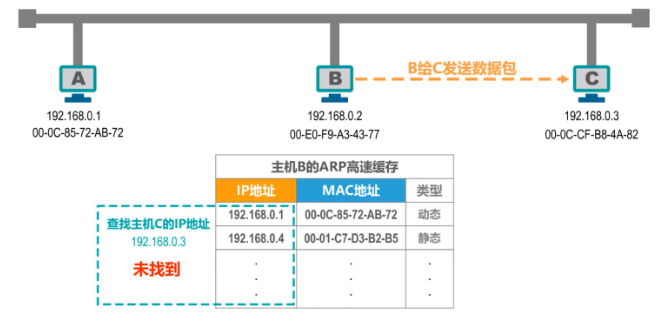 A
B
C
B给C发送数据包
192.168.0.1
00-0C-85-72-AB-72
192.168.0.2
00-E0-F9-A3-43-77
192.168.0.3
00-0C-CF-B8-4A-82
主机B的ARP高速缓存
IP地址 MAC地址 类型
192.168.0.1 00-0C-85-72-AB-72 动态
192.168.0.4 00-01-C7-D3-B2-B5 静态
. . .
. . .
. . .
查找主机C的IP地址
192.168.0.3
未找到